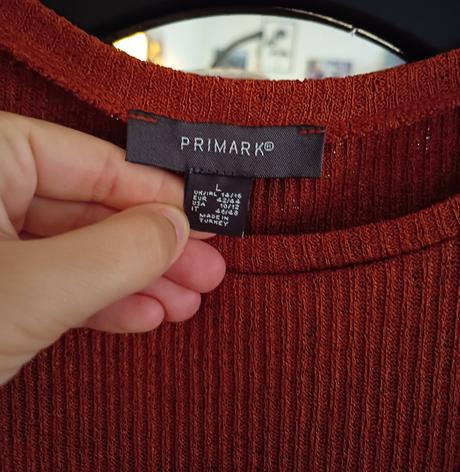 PRIMARK®
L
UK/IRL 14/16
EUR 42/44
USA 10/12
IT 46/48
MADE IN
TURKEY